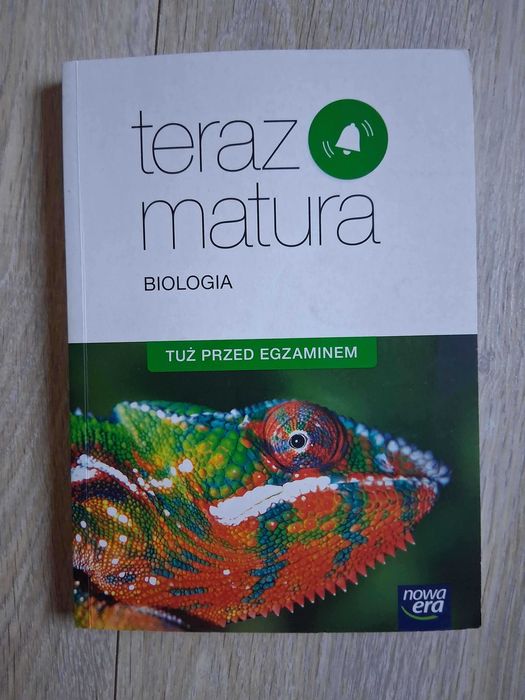 teraz
matura
BIOLOGIA
TUŻ PRZED EGZAMINEM
nowa
era